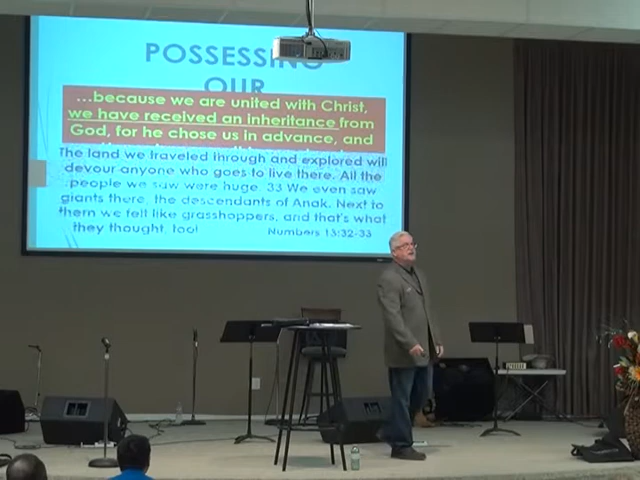 POSSESSING
OUR
...because we are united with Christ,
we have received an inheritance from
God, for he chose us in advance, and
The land we traveled through and explored will
devour anyone who goes to live there. All the
people we saw were huge. 33 We even saw
giants there, the descendants of Anak. Next to
them we felt like grasshoppers, and that's what
they thought, too!
Numbers 13:32-33